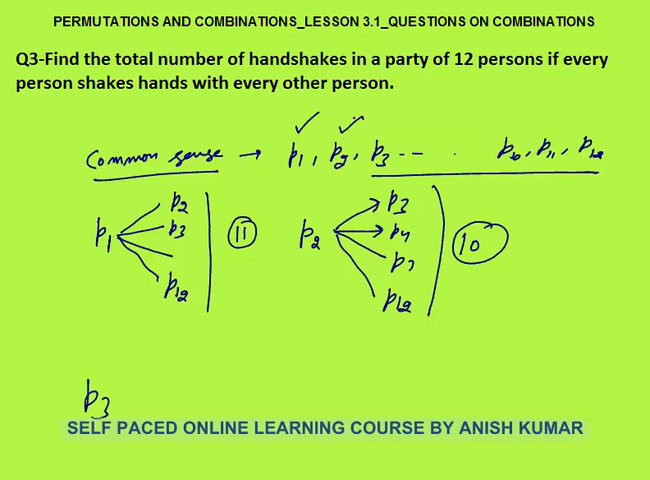 PERMUTATIONS AND COMBINATIONS_LESSON 3.1_QUESTIONS ON COMBINATIONS
Q3-Find the total number of handshakes in a party of 12 persons if every
person shakes hands with every other person.
Common sense → p1, p2, p3 -- . p10, p11, p12
p2 p3
p1 p3 11 p2 p4 10
p12 p12
p3
SELF PACED ONLINE LEARNING COURSE BY ANISH KUMAR